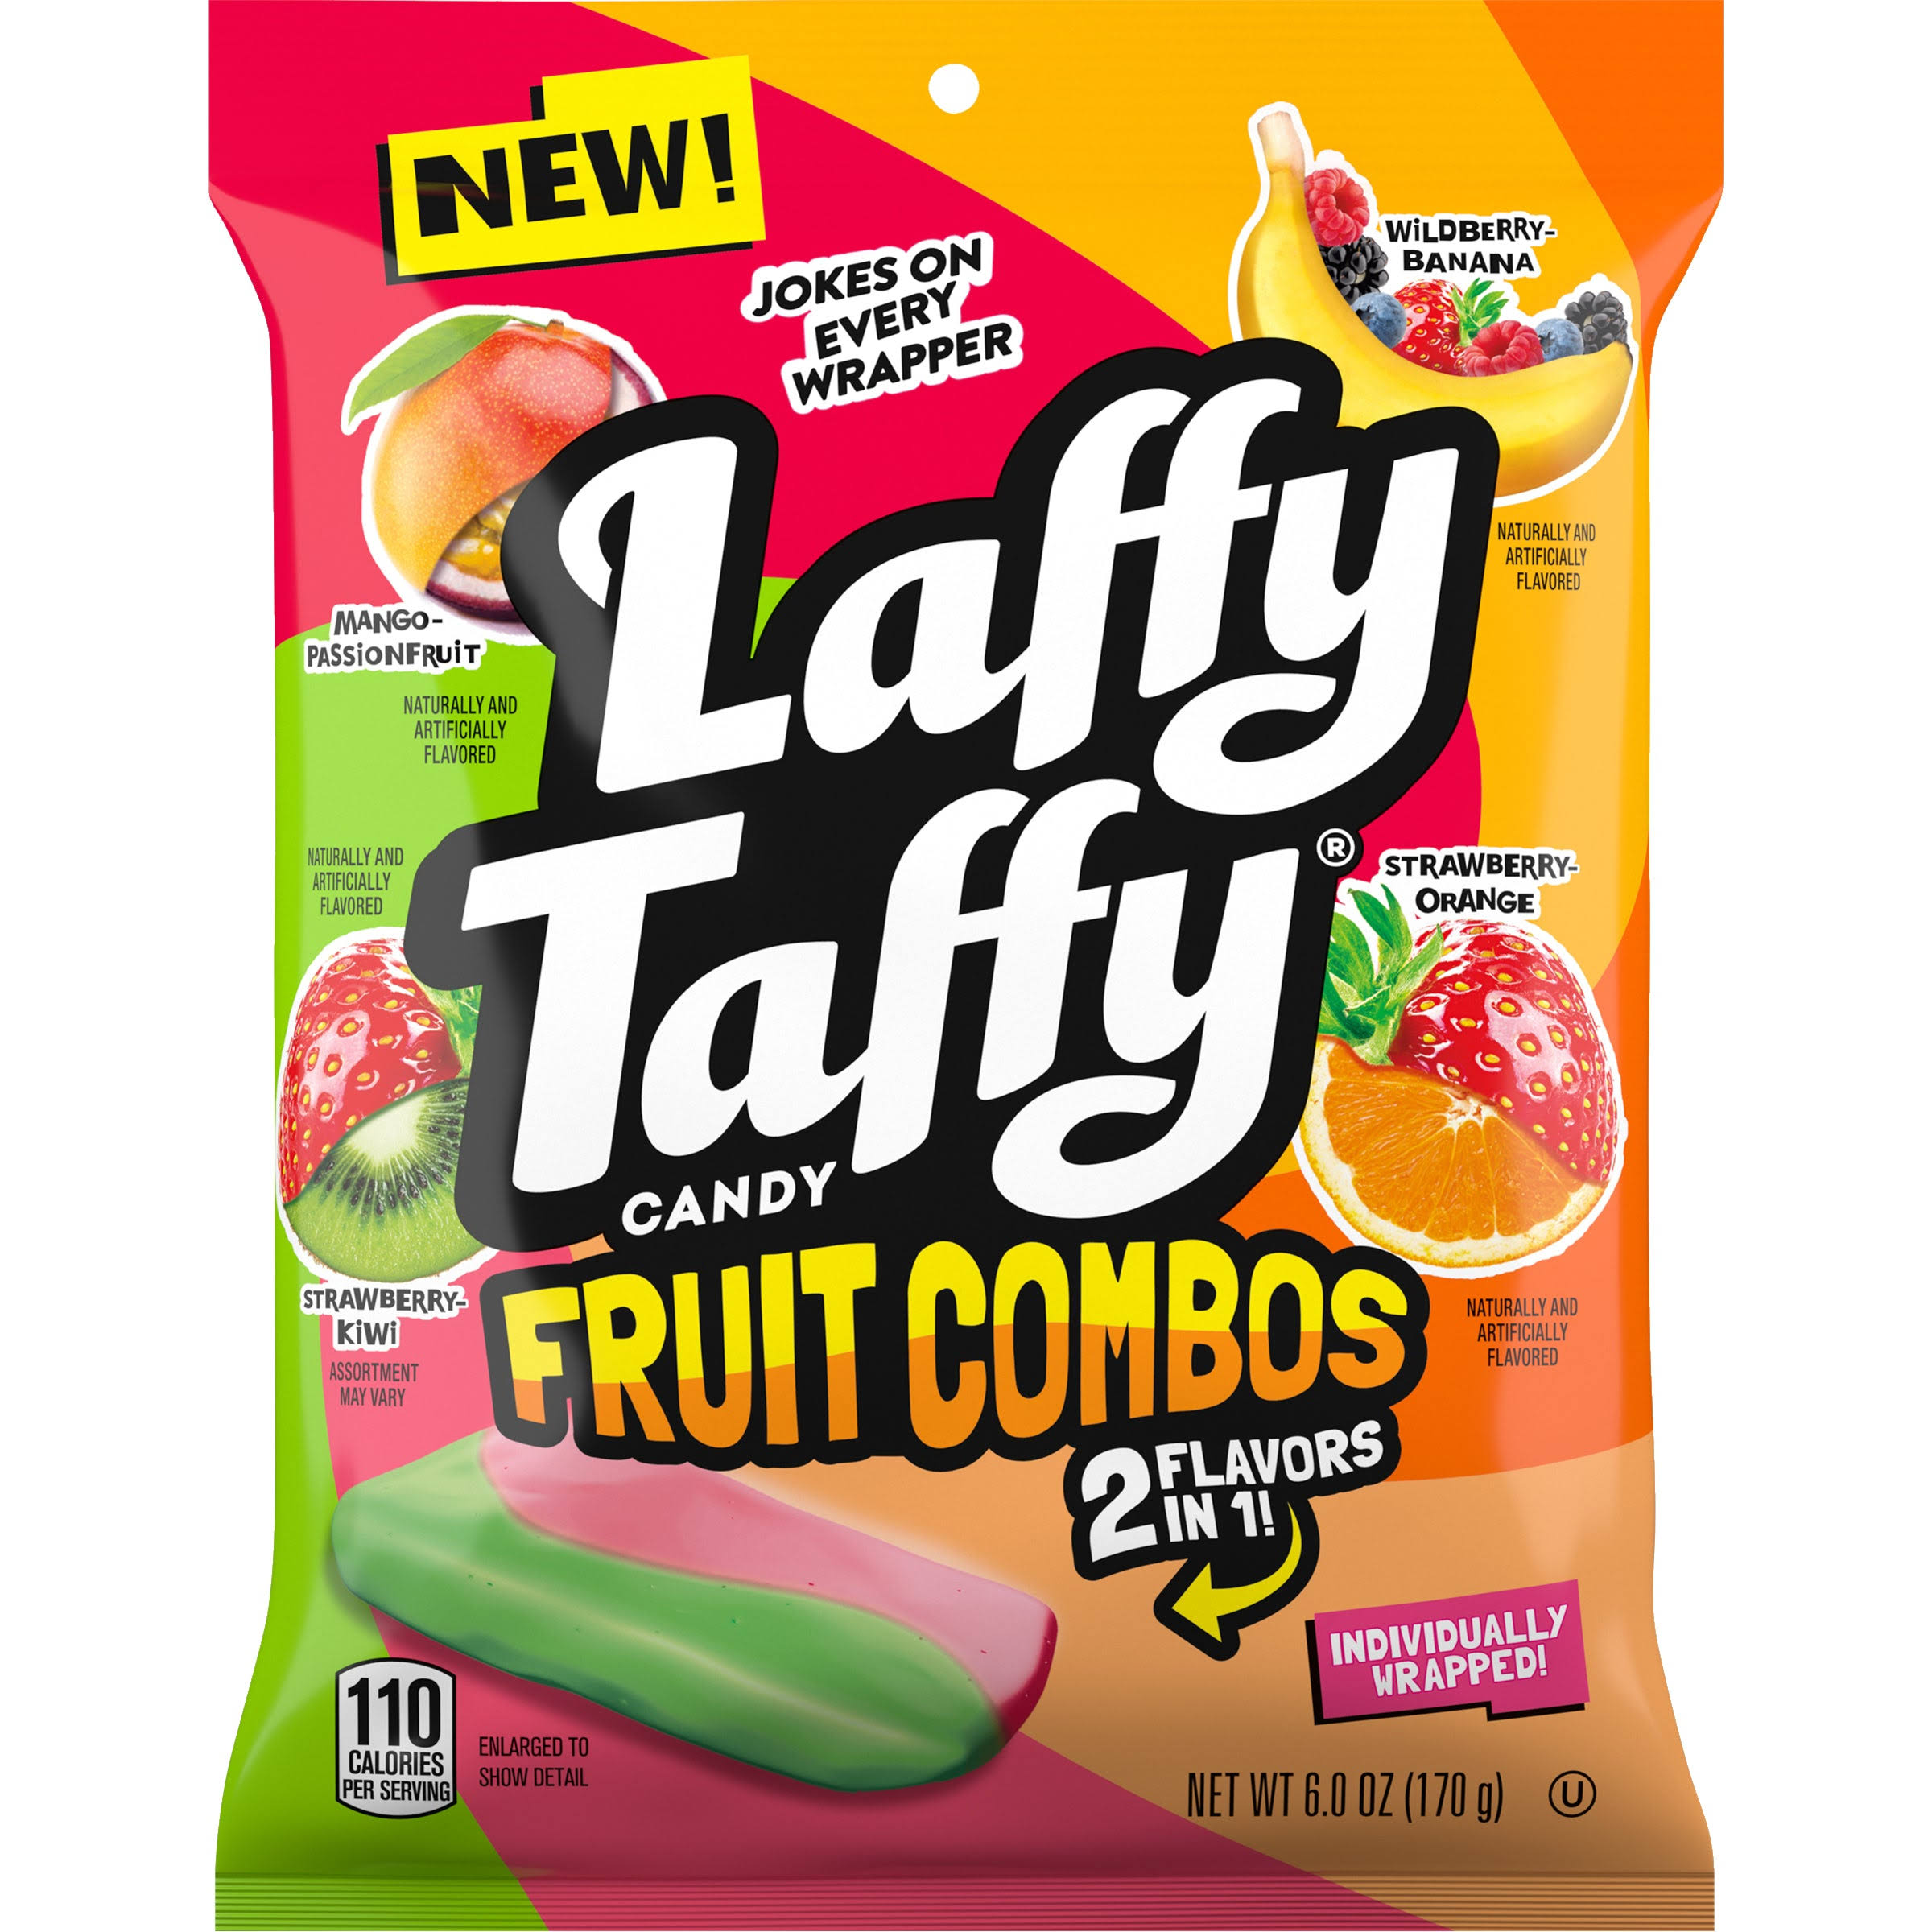 NEW!
JOKES ON
EVERY
WRAPPER
WiLDBERRY-
BANANA
NATURALLY AND
ARTIFICIALLY
FLAVORED
MANGO-
PASSiONFRUiT
NATURALLY AND
ARTIFICIALLY
FLAVORED
Laffy
Taffy®
CANDY
NATURALLY AND
ARTIFICIALLY
FLAVORED
STRAWBERRY-
KiWi
ASSORTMENT
MAY VARY
STRAWBERRY-
ORANGE
NATURALLY AND
ARTIFICIALLY
FLAVORED
FRUIT COMBOS
2 FLAVORS
IN 1!
INDIVIDUALLY
WRAPPED!
110
CALORIES
PER SERVING
ENLARGED TO
SHOW DETAIL
NET WT 6.0 OZ (170 g)
U